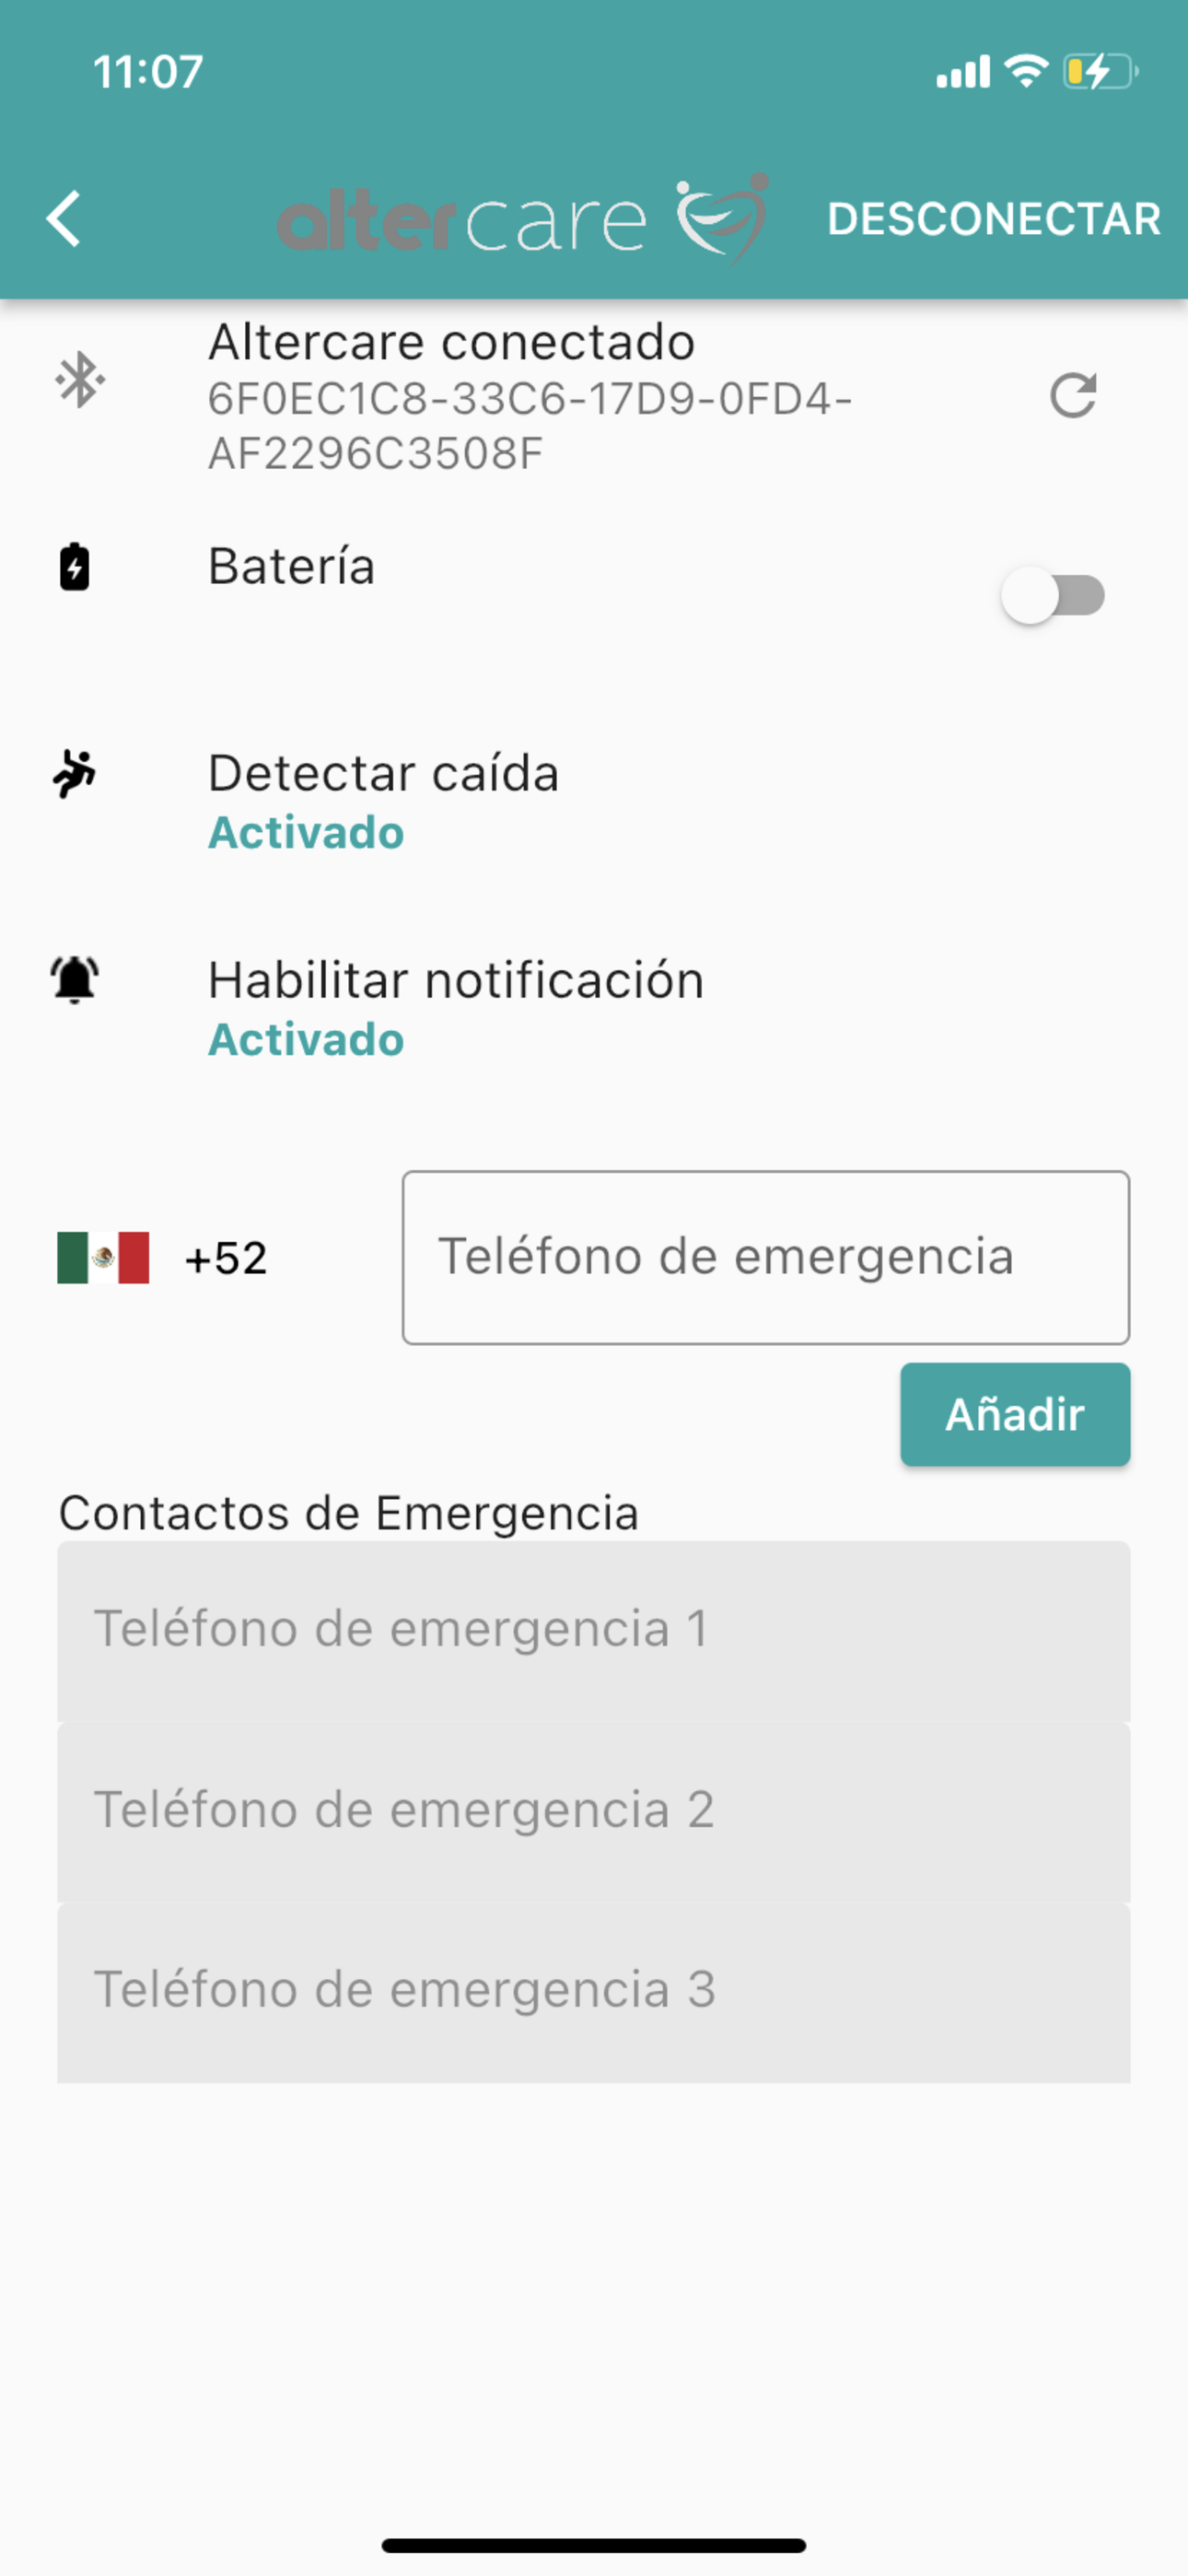 11:07
altercare
DESCONECTAR
Altercare conectado
6F0EC1C8-33C6-17D9-0FD4-
AF2296C3508F
Batería
Detectar caída
Activado
Habilitar notificación
Activado
+52
Teléfono de emergencia
Añadir
Contactos de Emergencia
Teléfono de emergencia 1
Teléfono de emergencia 2
Teléfono de emergencia 3